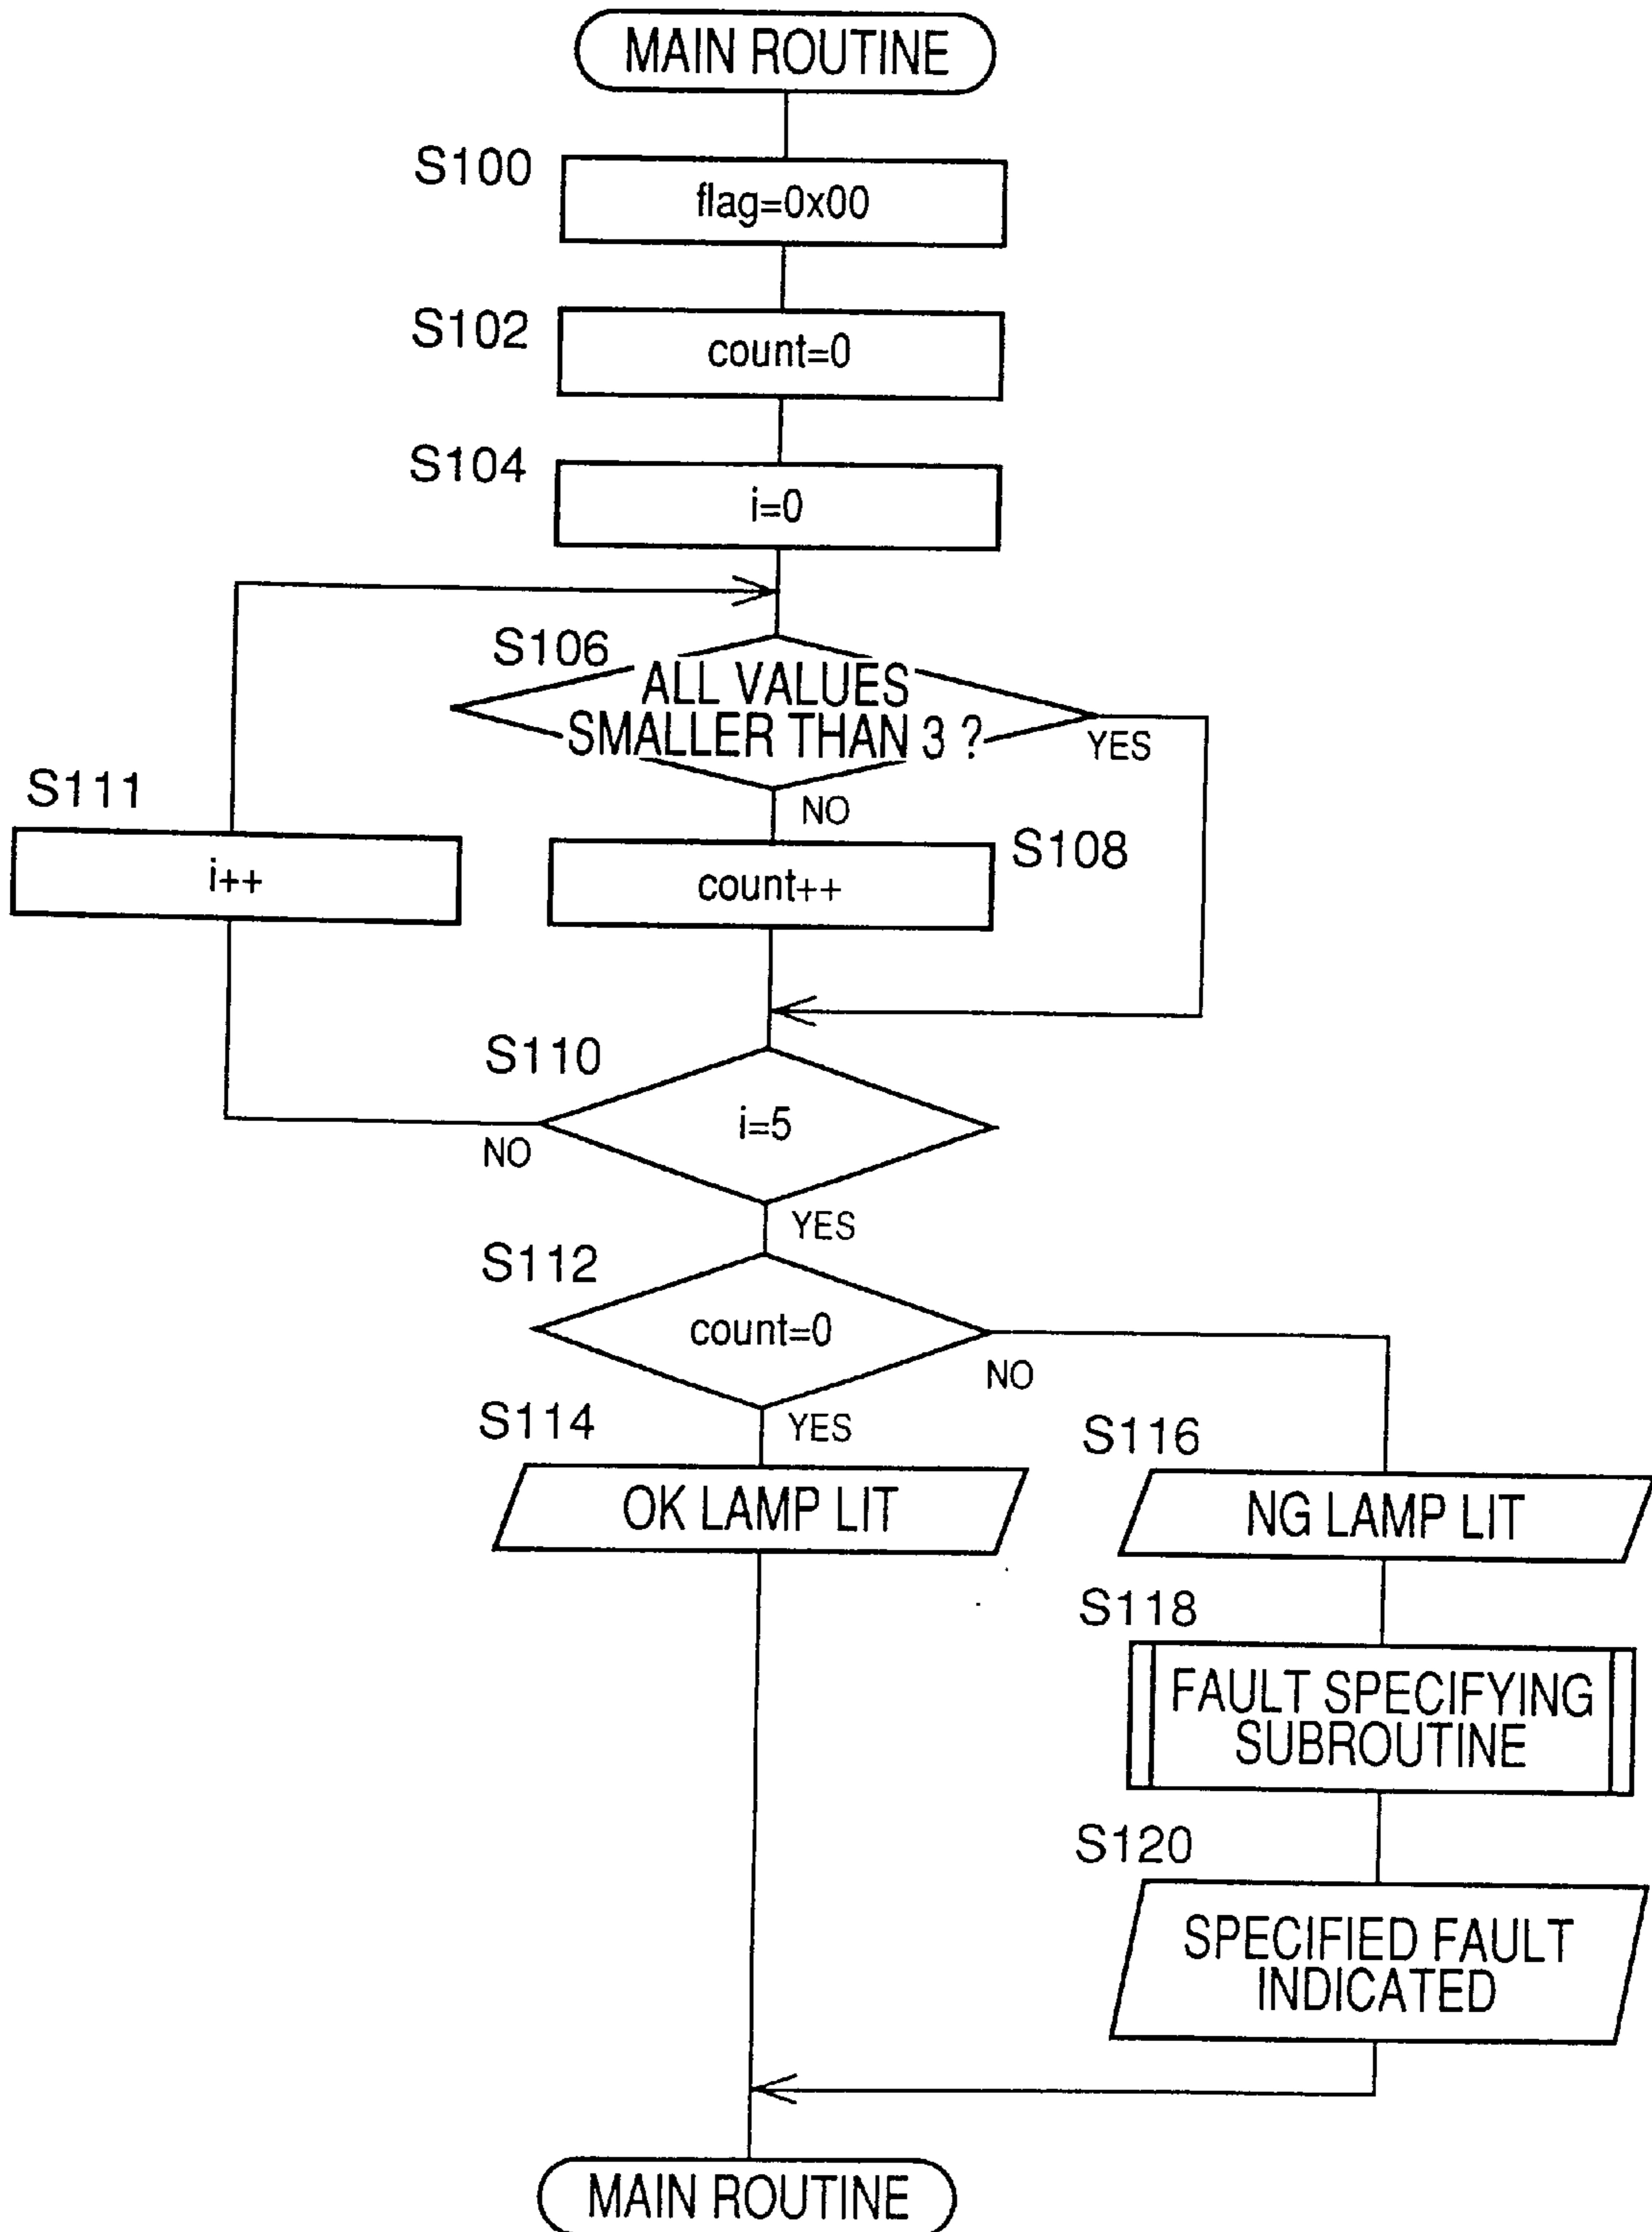 MAIN ROUTINE
S100
flag=0x00
S102
count=0
S104
i=0
S106
ALL VALUES
SMALLER THAN 3 ?
YES
NO
S111
i++
S108
count++
S110
i=5
NO
YES
S112
count=0
NO
YES
S114
OK LAMP LIT
S116
NG LAMP LIT
S118
FAULT SPECIFYING
SUBROUTINE
S120
SPECIFIED FAULT
INDICATED
MAIN ROUTINE